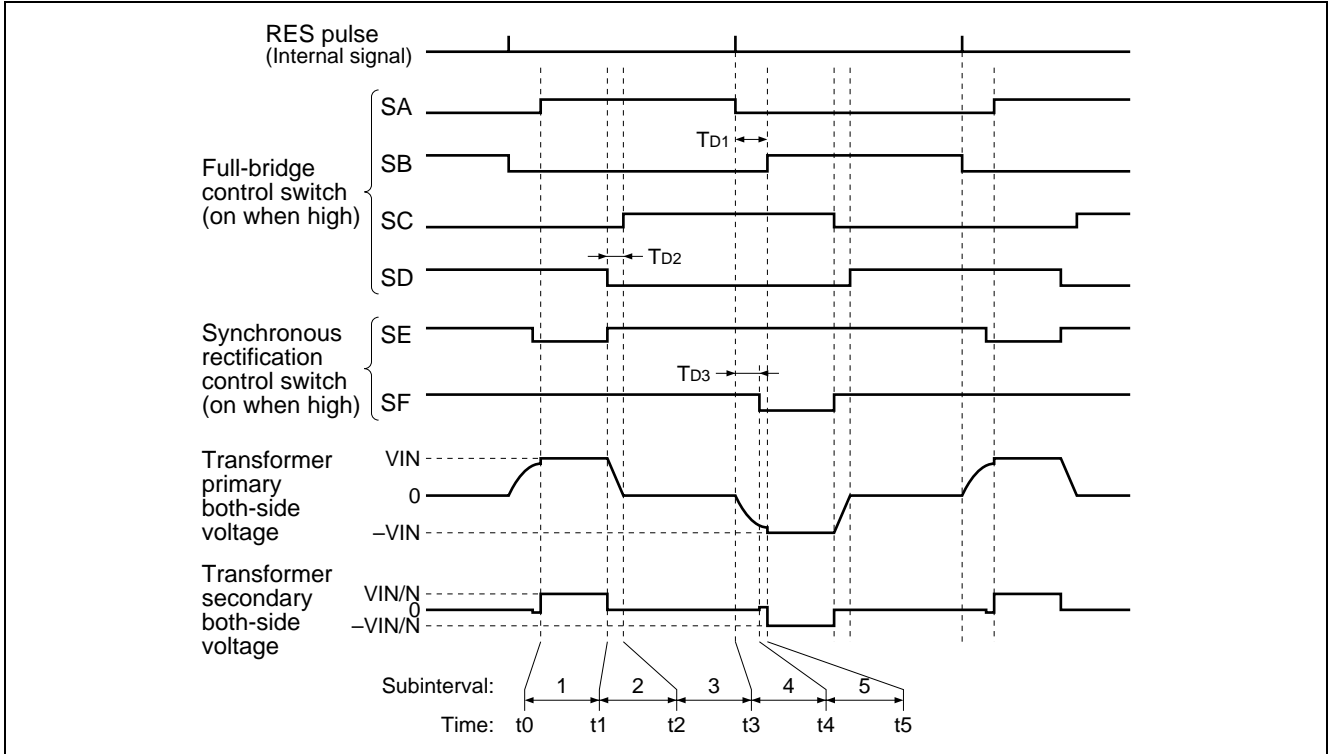 RES pulse
(Internal signal)
SA
TD1
Full-bridge
control switch
(on when high)
SB
SC
TD2
SD
Synchronous
rectification
control switch
(on when high)
SE
TD3
SF
Transformer
primary
both-side
voltage
VIN
0
–VIN
Transformer
secondary
both-side
voltage
VIN/N
0
–VIN/N
Subinterval: 1 2 3 4 5
Time: t0 t1 t2 t3 t4 t5